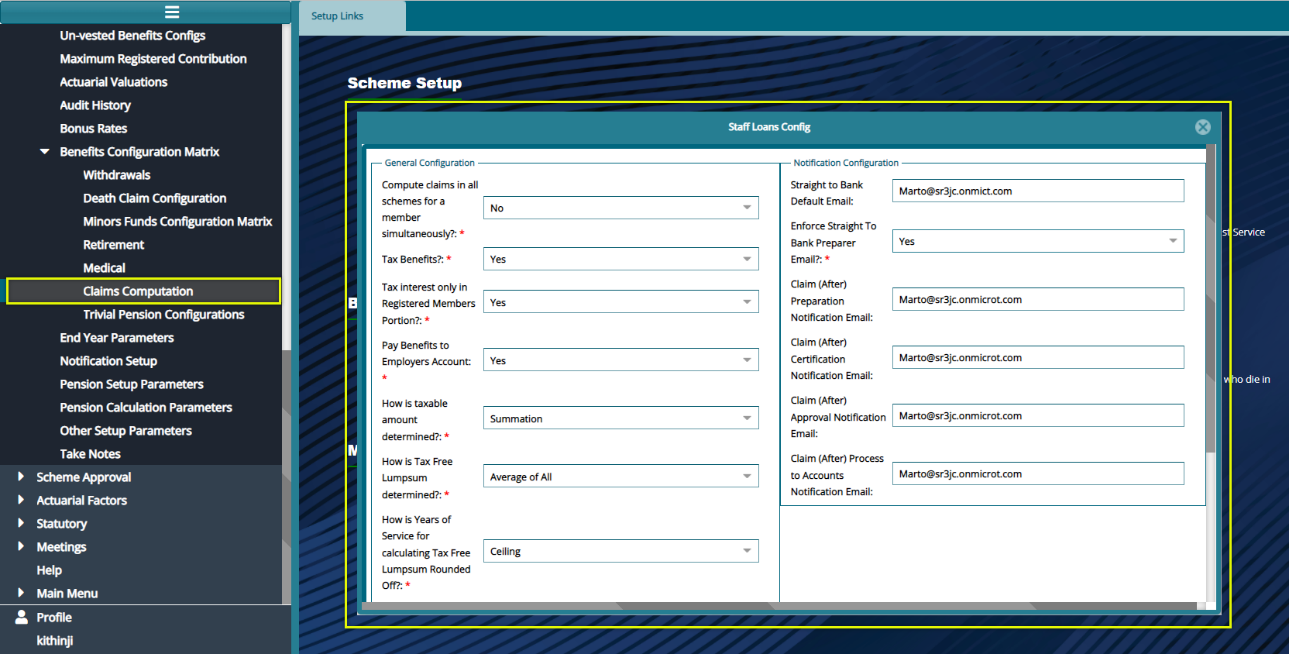 Un-vested Benefits Configs
Maximum Registered Contribution
Actuarial Valuations
Audit History
Bonus Rates
Benefits Configuration Matrix
Withdrawals
Death Claim Configuration
Minors Funds Configuration Matrix
Retirement
Medical
Claims Computation
Trivial Pension Configurations
End Year Parameters
Notification Setup
Pension Setup Parameters
Pension Calculation Parameters
Other Setup Parameters
Take Notes
Scheme Approval
Actuarial Factors
Statutory
Meetings
Help
Main Menu
Profile
kithinji
Setup Links
Scheme Setup
Staff Loans Config
General Configuration
Compute claims in all
schemes for a
member
simultaneously?: *
No
Tax Benefits?: *
Yes
Tax interest only in
Registered Members
Portion?: *
Yes
Pay Benefits to
Employers Account:
*
Yes
How is taxable
amount
determined?: *
Summation
How is Tax Free
Lumpsum
determined?: *
Average of All
How is Years of
Service for
calculating Tax Free
Lumpsum Rounded
Off?: *
Ceiling
Notification Configuration
Straight to Bank
Default Email:
Marto@sr3jc.onmict.com
Enforce Straight To
Bank Preparer
Email?: *
Yes
Claim (After)
Preparation
Notification Email:
Marto@sr3jc.onmicrot.com
Claim (After)
Certification
Notification Email:
Marto@sr3jc.onmicrot.com
Claim (After)
Approval Notification
Email:
Marto@sr3jc.onmicrot.com
Claim (After) Process
to Accounts
Notification Email:
Marto@sr3jc.onmicrot.com
st Service
who die in
B
M